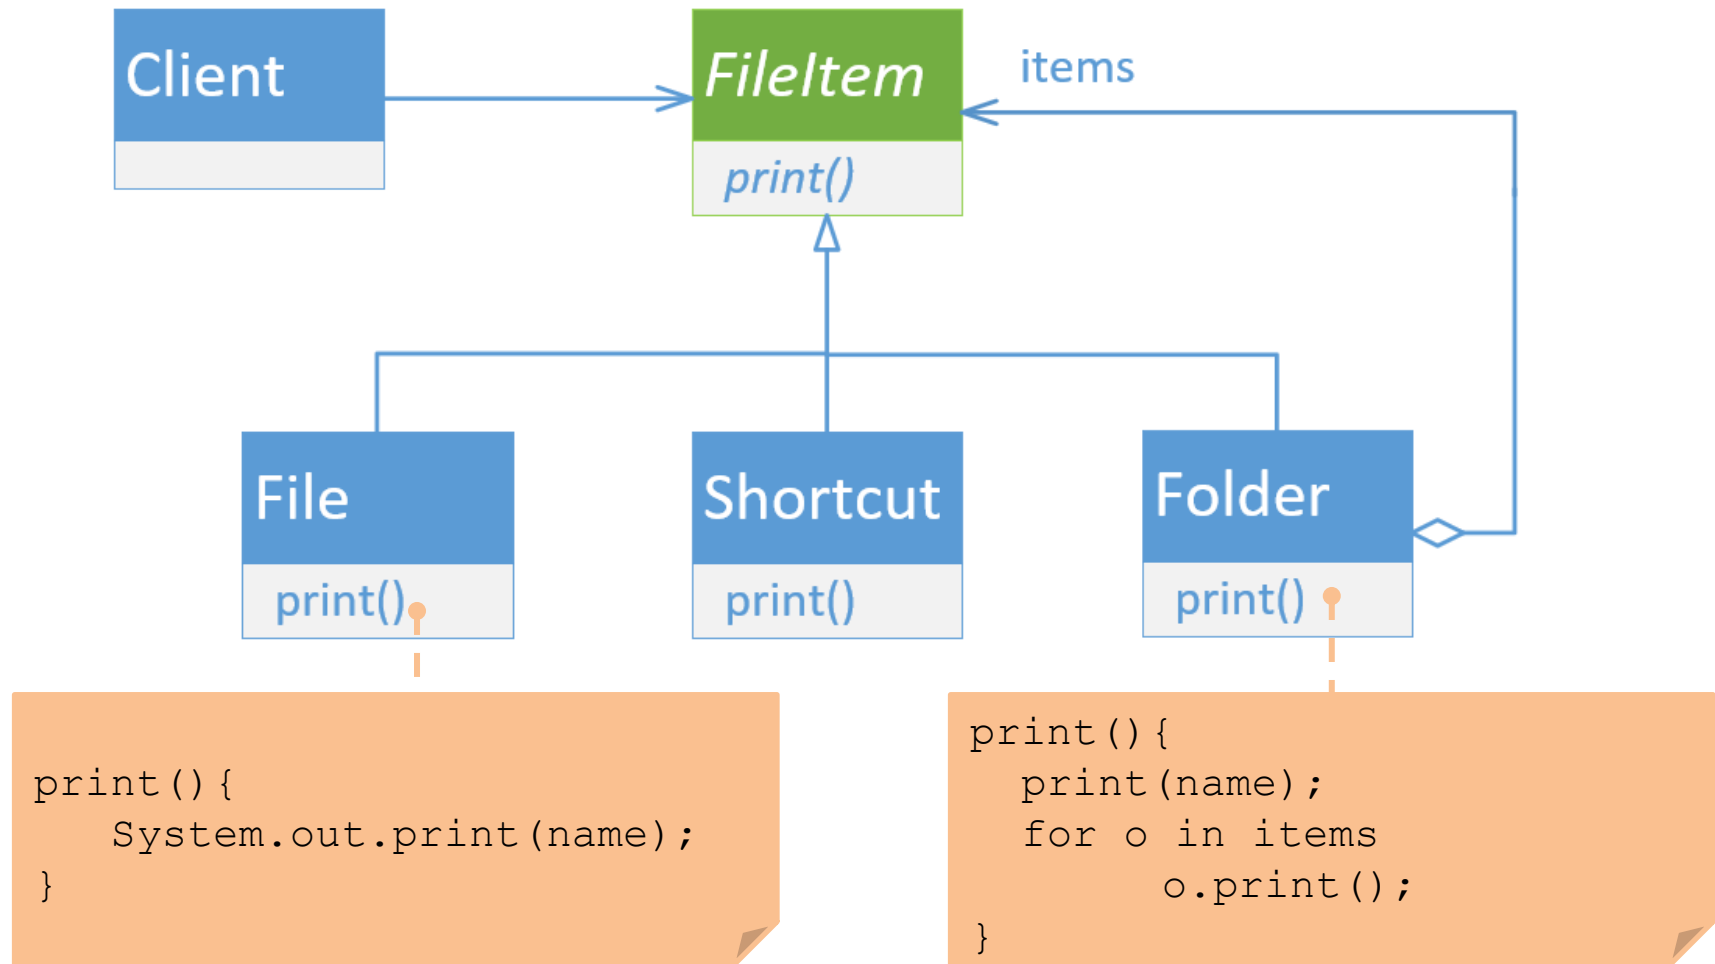 Client
FileItem
items
print()
File
Shortcut
Folder
print()
print()
print()
print(){
System.out.print(name);
}
print(){
print(name);
for o in items
o.print();
}